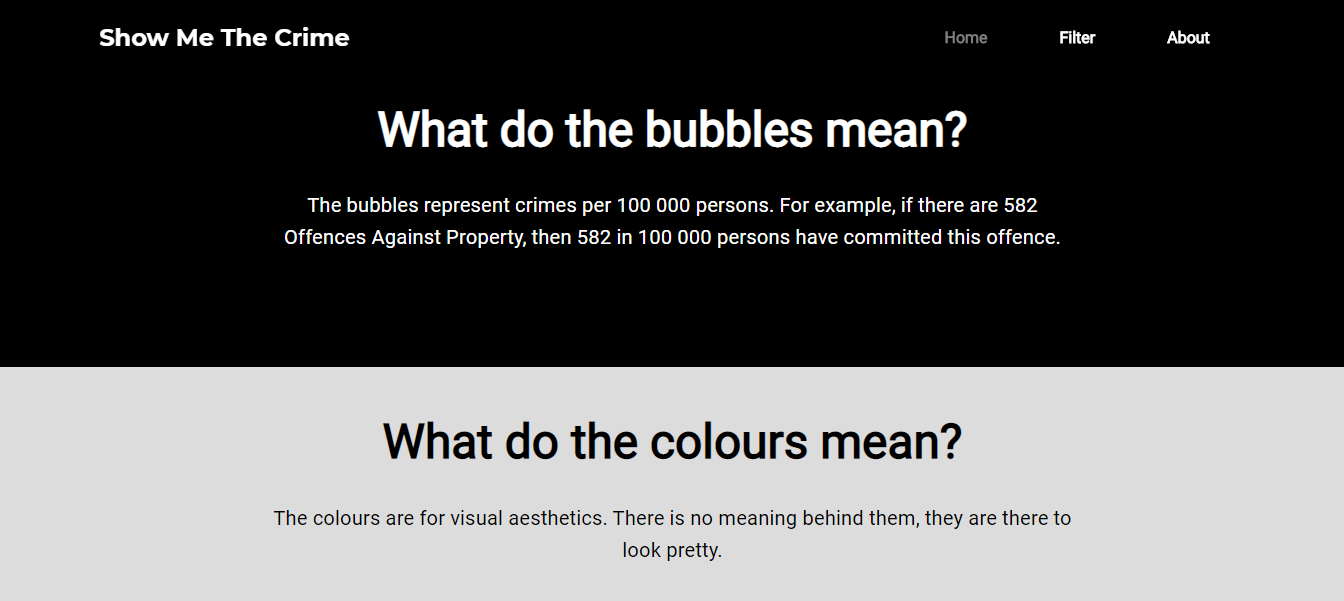 Show Me The Crime
Home Filter About
What do the bubbles mean?
The bubbles represent crimes per 100 000 persons. For example, if there are 582
Offences Against Property, then 582 in 100 000 persons have committed this offence.
What do the colours mean?
The colours are for visual aesthetics. There is no meaning behind them, they are there to
look pretty.